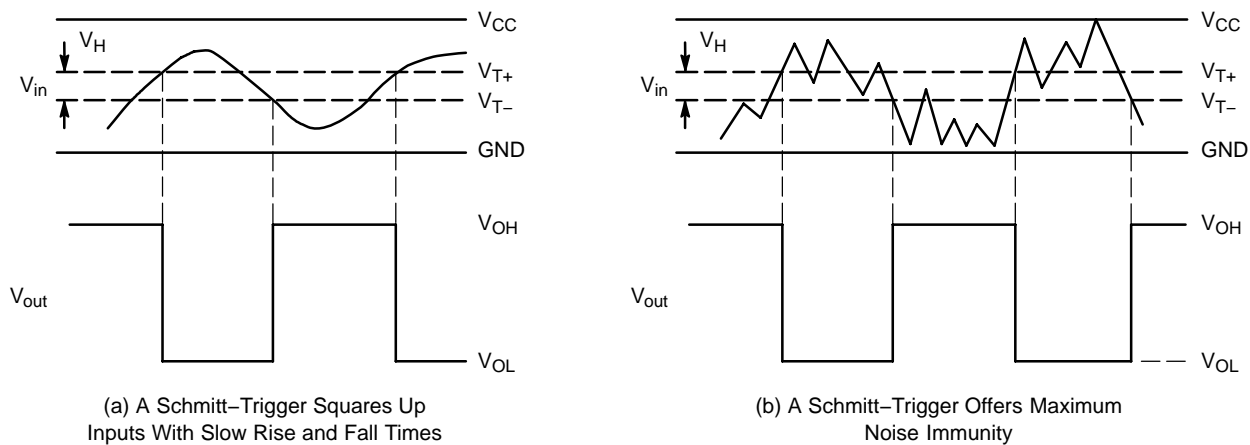 V_CC
V_H
V_in
V_T+
V_T−
GND
V_OH
V_out
V_OL
(a) A Schmitt−Trigger Squares Up
Inputs With Slow Rise and Fall Times
V_CC
V_H
V_in
V_T+
V_T−
GND
V_OH
V_out
V_OL
(b) A Schmitt−Trigger Offers Maximum
Noise Immunity